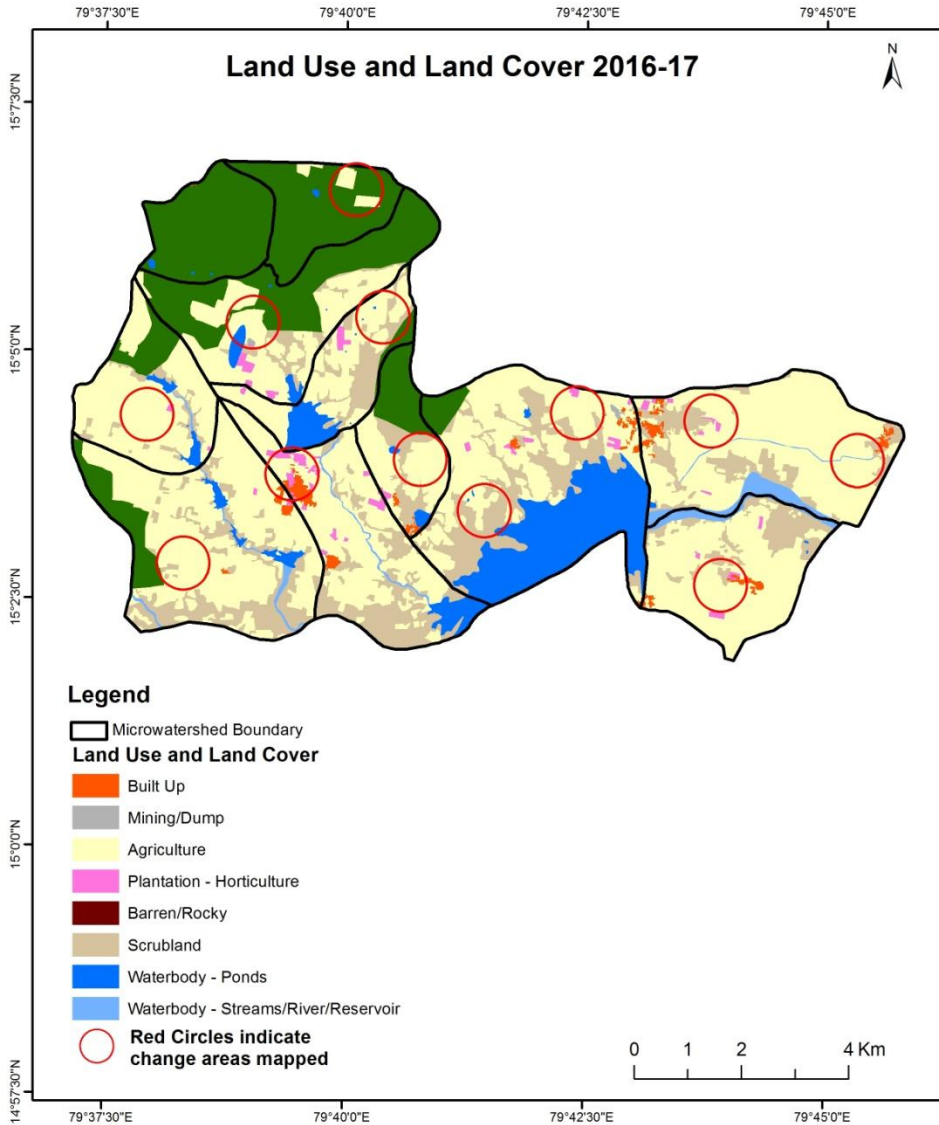 79°37'30"E 79°40'0"E 79°42'30"E 79°45'0"E
Land Use and Land Cover 2016-17
N
15°7'30"N
15°5'0"N
15°2'30"N
15°0'0"N
14°57'30"N
Legend
Microwatershed Boundary
Land Use and Land Cover
Built Up
Mining/Dump
Agriculture
Plantation - Horticulture
Barren/Rocky
Scrubland
Waterbody - Ponds
Waterbody - Streams/River/Reservoir
Red Circles indicate
change areas mapped
0 1 2 4 Km
79°37'30"E 79°40'0"E 79°42'30"E 79°45'0"E